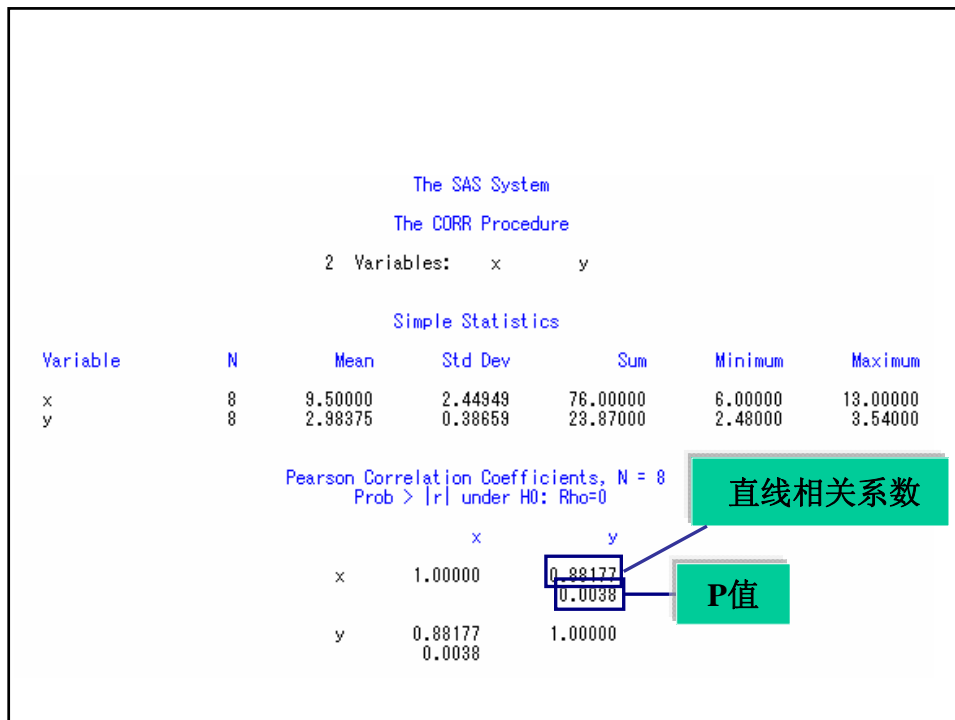 The SAS System
The CORR Procedure
2 Variables: x y
Simple Statistics
Variable N Mean Std Dev Sum Minimum Maximum
x 8 9.50000 2.44949 76.00000 6.00000 13.00000
y 8 2.98375 0.38659 23.87000 2.48000 3.54000
Pearson Correlation Coefficients, N = 8
Prob > |r| under H0: Rho=0
直线相关系数
x y
x 1.00000 0.88177
0.0038
P值
y 0.88177 1.00000
0.0038